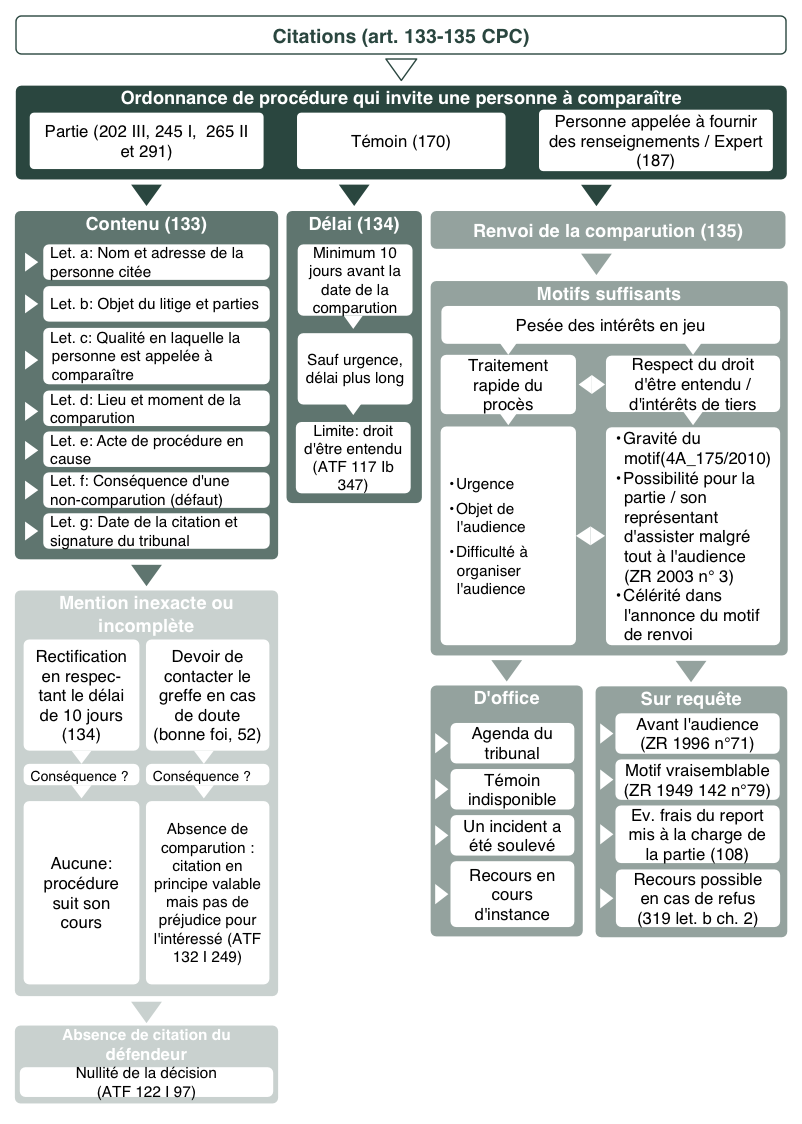 Citations (art. 133-135 CPC)
Ordonnance de procédure qui invite une personne à comparaître
Partie (202 III, 245 I,  265 II
et 291)
Témoin (170)
Personne appelée à fournir
des renseignements / Expert
(187)
Contenu (133)
Let. a: Nom et adresse de la
personne citée
Let. b: Objet du litige et parties
Let. c: Qualité en laquelle la
personne est appelée à
comparaître
Let. d: Lieu et moment de la
comparution
Let. e: Acte de procédure en
cause
Let. f: Conséquence d'une
non-comparution (défaut)
Let. g: Date de la citation et
signature du tribunal
Délai (134)
Minimum 10
jours avant la
date de la
comparution
Sauf urgence,
délai plus long
Limite: droit
d'être entendu
(ATF 117 Ib
347)
Renvoi de la comparution (135)
Motifs suffisants
Pesée des intérêts en jeu
Traitement
rapide du
procès
Respect du droit
d'être entendu /
d'intérêts de tiers
•Urgence
•Objet de
l'audience
•Difficulté à
organiser
l'audience
•Gravité du
motif(4A_175/2010)
•Possibilité pour la
partie / son
représentant
d'assister malgré
tout à l'audience
(ZR 2003 n° 3)
•Célérité dans
l'annonce du motif
de renvoi
Mention inexacte ou
incomplète
Rectification
en respec-
tant le délai
de 10 jours
(134)
Devoir de
contacter le
greffe en cas
de doute
(bonne foi, 52)
Conséquence ?
Conséquence ?
Aucune:
procédure
suit son
cours
Absence de
comparution :
citation en
principe valable
mais pas de
préjudice pour
l'intéressé (ATF
132 I 249)
Absence de citation du
défendeur
Nullité de la décision
(ATF 122 I 97)
D'office
Agenda du
tribunal
Témoin
indisponible
Un incident a
été soulevé
Recours en
cours
d'instance
Sur requête
Avant l'audience
(ZR 1996 n°71)
Motif vraisemblable
(ZR 1949 142 n°79)
Ev. frais du report
mis à la charge de
la partie (108)
Recours possible
en cas de refus
(319 let. b ch. 2)